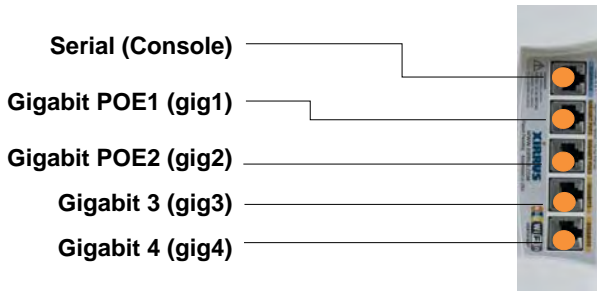 Serial (Console)
Gigabit POE1 (gig1)
Gigabit POE2 (gig2)
Gigabit 3 (gig3)
Gigabit 4 (gig4)
XIRRUS